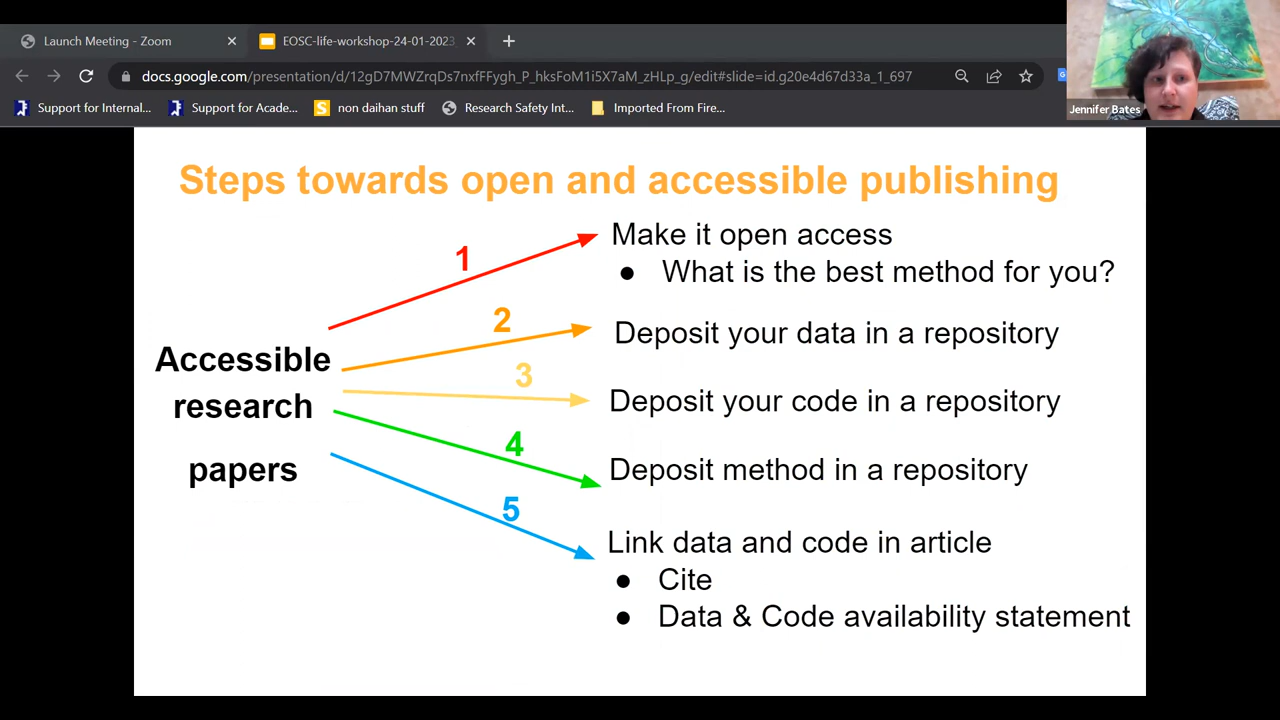 Launch Meeting - Zoom
EOSC-life-workshop-24-01-2023
docs.google.com/presentation/d/12gD7MWZrqDs7nxfFFygh_P_hksFoM1i5X7aM_zHLp_g/edit#slide=id.g20e4d67d33a_1_697
Support for Internal...
Support for Acade...
non daihan stuff
Research Safety Int...
Imported From Fire...
Jennifer Bates
Steps towards open and accessible publishing
Accessible
research
papers
1
Make it open access
● What is the best method for you?
2
Deposit your data in a repository
3
Deposit your code in a repository
4
Deposit method in a repository
5
Link data and code in article
● Cite
● Data & Code availability statement